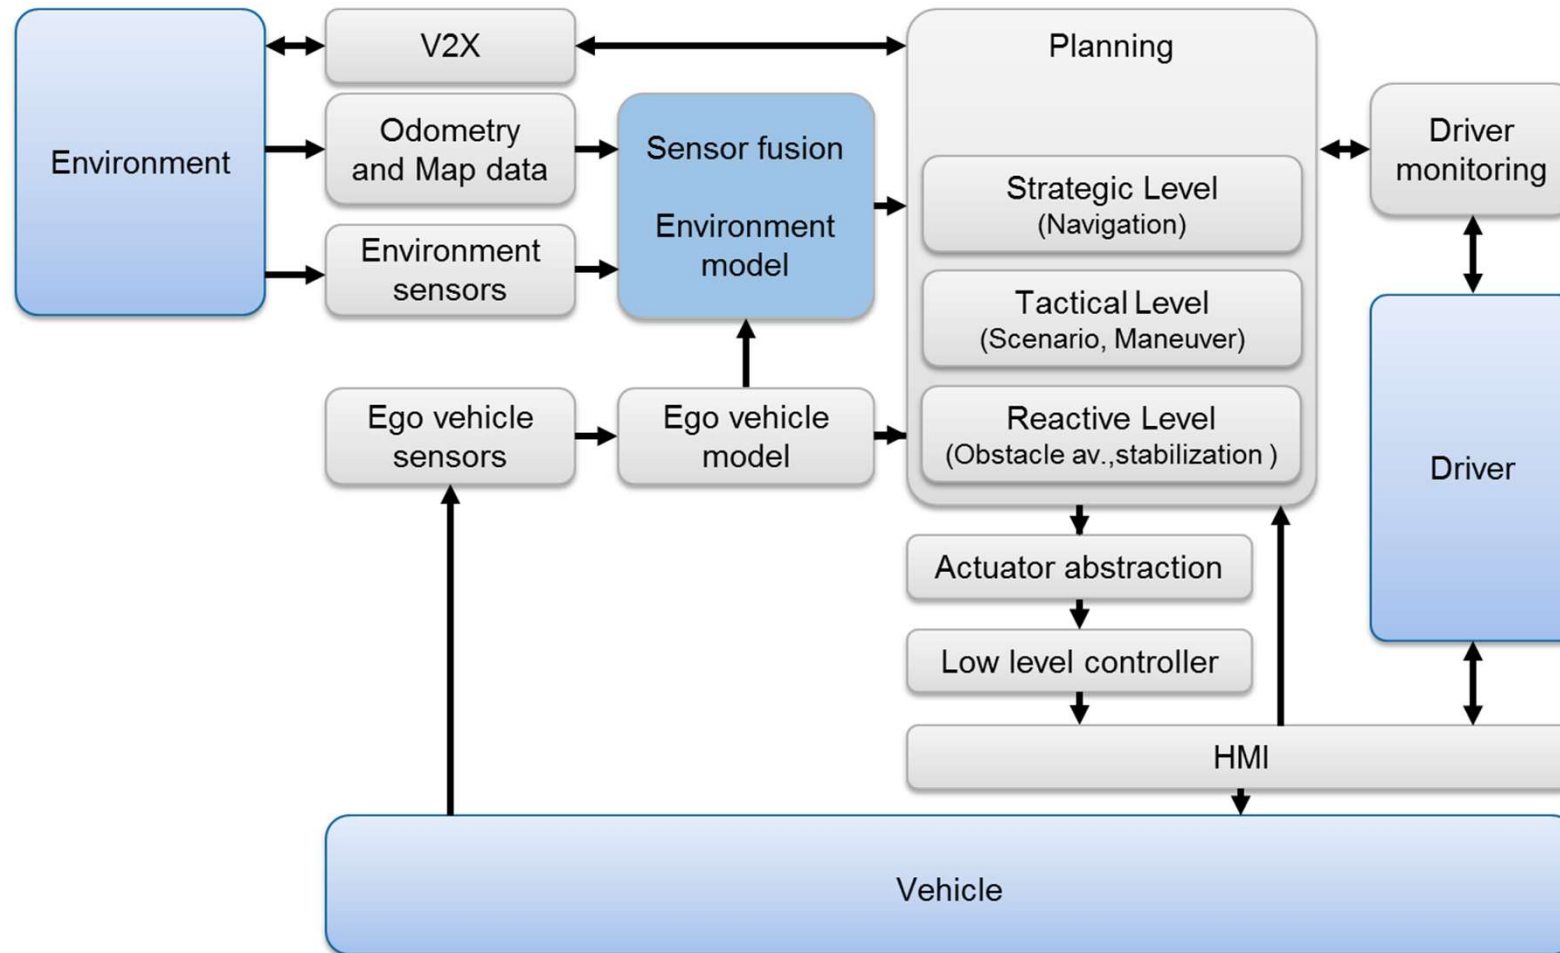 V2X
Planning
Environment
Odometry
and Map data
Sensor fusion
Environment
model
Driver
monitoring
Strategic Level
(Navigation)
Environment
sensors
Tactical Level
(Scenario, Maneuver)
Ego vehicle
sensors
Ego vehicle
model
Reactive Level
(Obstacle av.,stabilization )
Driver
Actuator abstraction
Low level controller
HMI
Vehicle